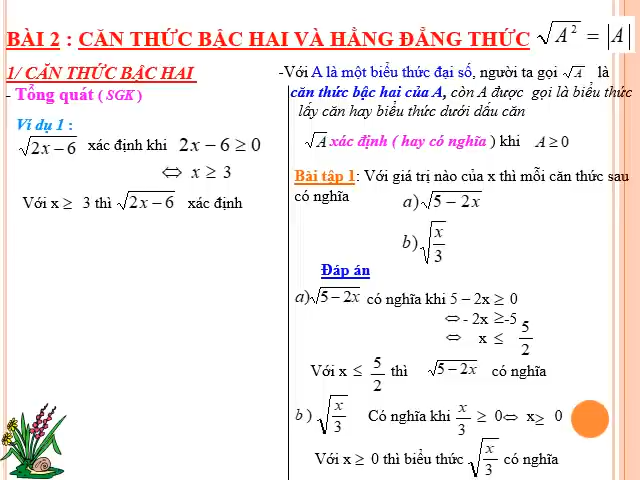 BÀI 2 : CĂN THỨC BẬC HAI VÀ HẰNG ĐẲNG THỨC √A² = |A|
1/ CĂN THỨC BẬC HAI
- Tổng quát ( SGK )
Ví dụ 1 :
√2x − 6 xác định khi 2x − 6 ≥ 0
⇔ x ≥ 3
Với x ≥ 3 thì √2x − 6 xác định
-Với A là một biểu thức đại số, người ta gọi √A là
căn thức bậc hai của A, còn A được gọi là biểu thức
lấy căn hay biểu thức dưới dấu căn
√A xác định ( hay có nghĩa ) khi A ≥ 0
Bài tập 1: Với giá trị nào của x thì mỗi căn thức sau
có nghĩa a)√5 − 2x
b)√x/3
Đáp án
a)√5 − 2x có nghĩa khi 5 – 2x ≥ 0
⇔ - 2x ≥ -5
⇔ x ≤ 5/2
Với x ≤ 5/2 thì √5 − 2x có nghĩa
b ) √x/3 Có nghĩa khi x/3 ≥ 0 ⇔ x ≥ 0
Với x ≥ 0 thì biểu thức √x/3 có nghĩa